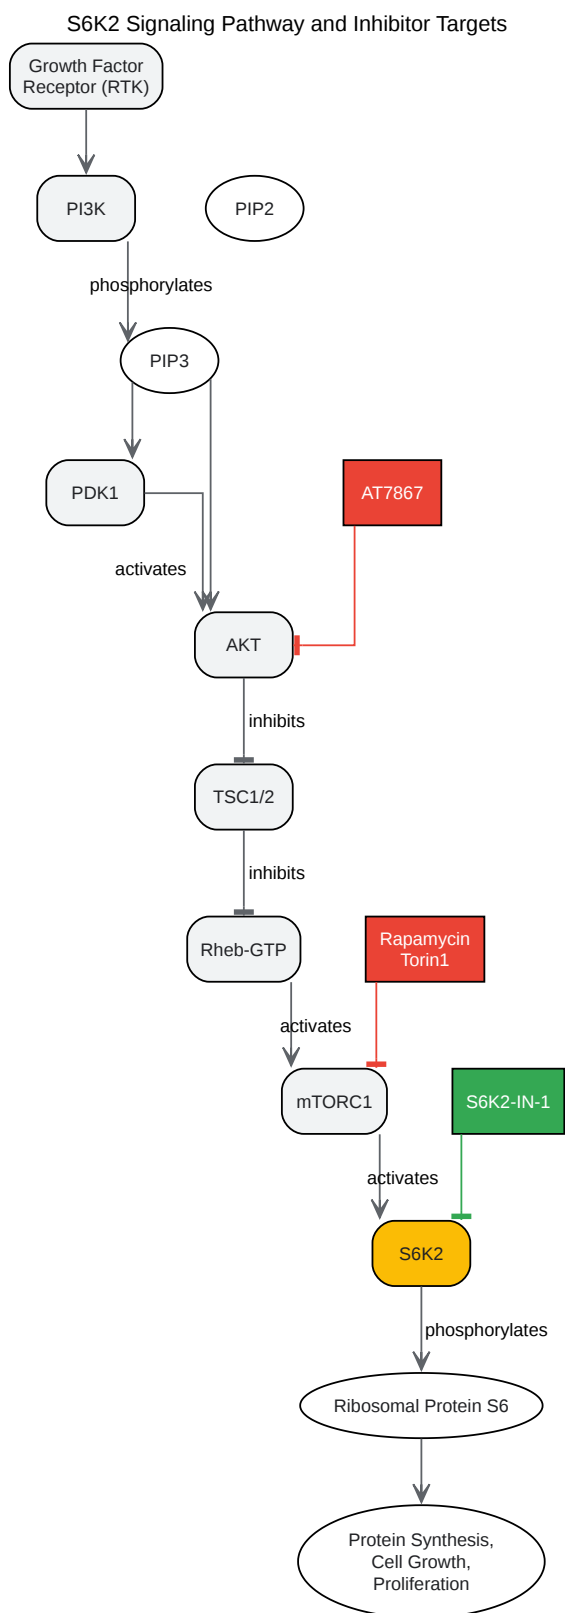 S6K2 Signaling Pathway and Inhibitor Targets
Growth Factor
Receptor (RTK)
PI3K
PIP2
phosphorylates
PIP3
PDK1
AT7867
activates
AKT
inhibits
TSC1/2
inhibits
Rheb-GTP
Rapamycin
Torin1
activates
mTORC1
S6K2-IN-1
activates
S6K2
phosphorylates
Ribosomal Protein S6
Protein Synthesis,
Cell Growth,
Proliferation